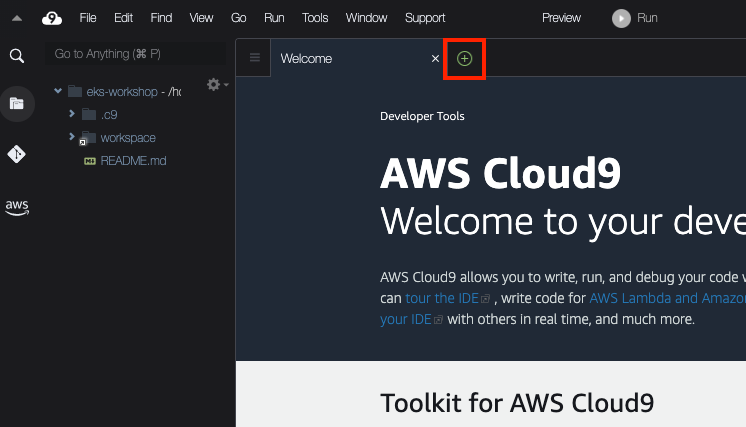 9 File Edit Find View Go Run Tools Window Support Preview Run
Go to Anything (⌘ P)
Welcome
eks-workshop - /ho
.c9
workspace
README.md
aws
Developer Tools
AWS Cloud9
Welcome to your deve
AWS Cloud9 allows you to write, run, and debug your code w
can tour the IDE , write code for AWS Lambda and Amazon
your IDE with others in real time, and much more.
Toolkit for AWS Cloud9